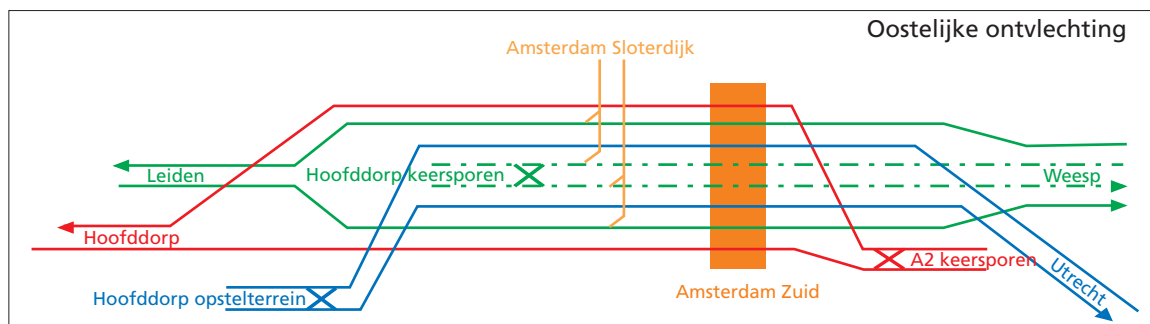 Oostelijke ontvlechting
Amsterdam Sloterdijk
Leiden
Hoofddorp keersporen
Weesp
Hoofddorp
A2 keersporen
Utrecht
Amsterdam Zuid
Hoofddorp opstelterrein